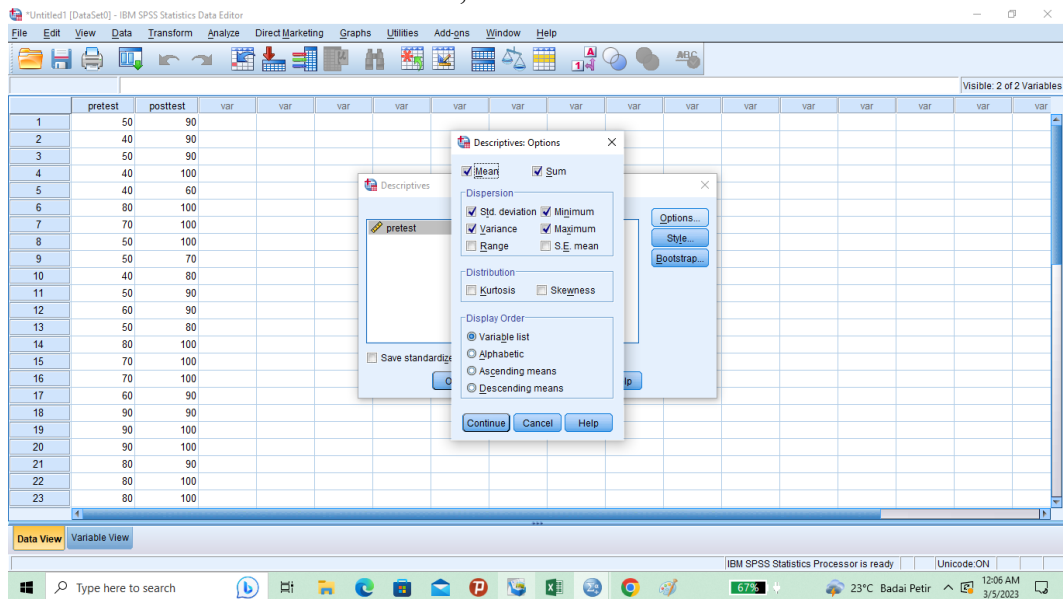 *Untitled1 [DataSet0] - IBM SPSS Statistics Data Editor
File Edit View Data Transform Analyze Direct Marketing Graphs Utilities Add-ons Window Help
Visible: 2 of 2 Variables
pretest posttest var var var var var var var var var var var var var var var
1 50 90
2 40 90
3 50 90
4 40 100
5 40 60
6 80 100
7 70 100
8 50 100
9 50 70
10 40 80
11 50 90
12 60 90
13 50 80
14 80 100
15 70 100
16 70 100
17 60 90
18 90 90
19 90 100
20 90 100
21 80 90
22 80 100
23 80 100
Descriptives
pretest
Options...
Style...
Bootstrap...
Descriptives: Options
Mean Sum
Dispersion
Std. deviation Minimum
Variance Maximum
Range S.E. mean
Distribution
Kurtosis Skewness
Display Order
Variable list
Alphabetic
Ascending means
Descending means
Continue Cancel Help
Data View Variable View
IBM SPSS Statistics Processor is ready Unicode:ON
Type here to search
67%
23°C Badai Petir
12:06 AM
3/5/2023